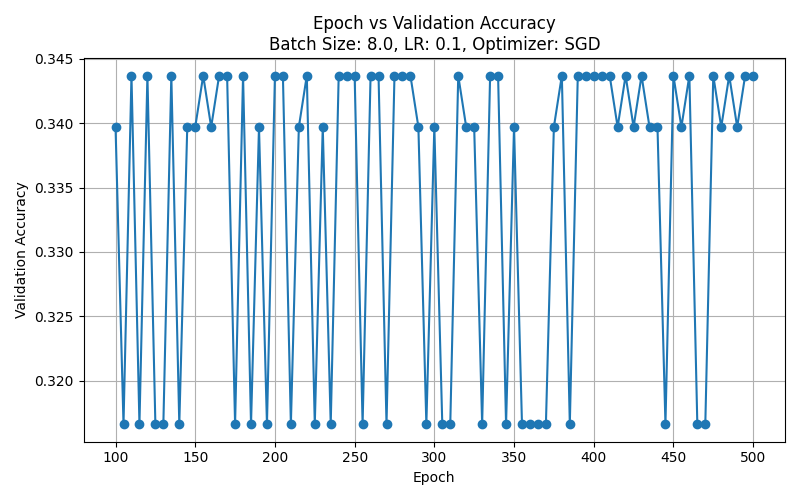 Epoch vs Validation Accuracy
Batch Size: 8.0, LR: 0.1, Optimizer: SGD
Validation Accuracy
0.345
0.340
0.335
0.330
0.325
0.320
100 150 200 250 300 350 400 450 500
Epoch